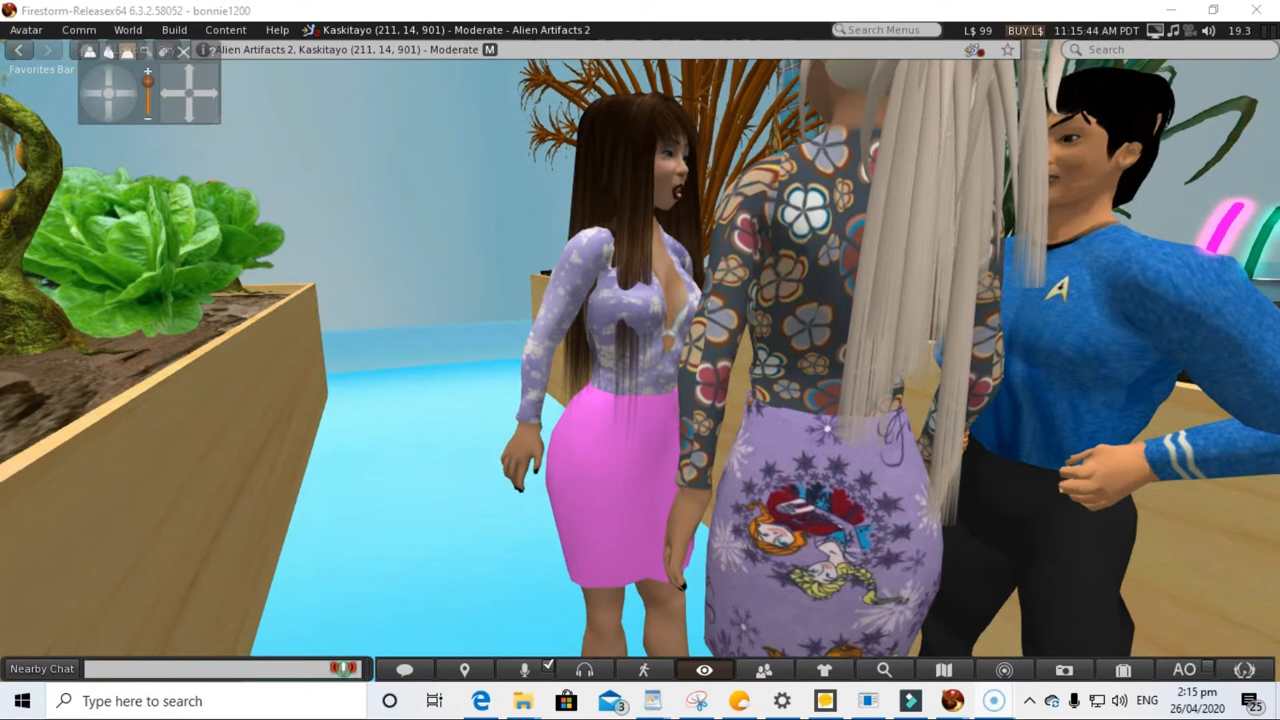 Firestorm-Releasex64 6.3.2.58052 - bonnie1200
Avatar Comm World Build Content Help Kaskitayo (211, 14, 901) - Moderate - Alien Artifacts 2 Search Menus L$ 99 BUY L$ 11:15:44 AM PDT 19.3
Alien Artifacts 2, Kaskitayo (211, 14, 901) - Moderate M Search
Favorites Bar
Nearby Chat AO
Type here to search 3 ENG 2:15 pm
26/04/2020 25